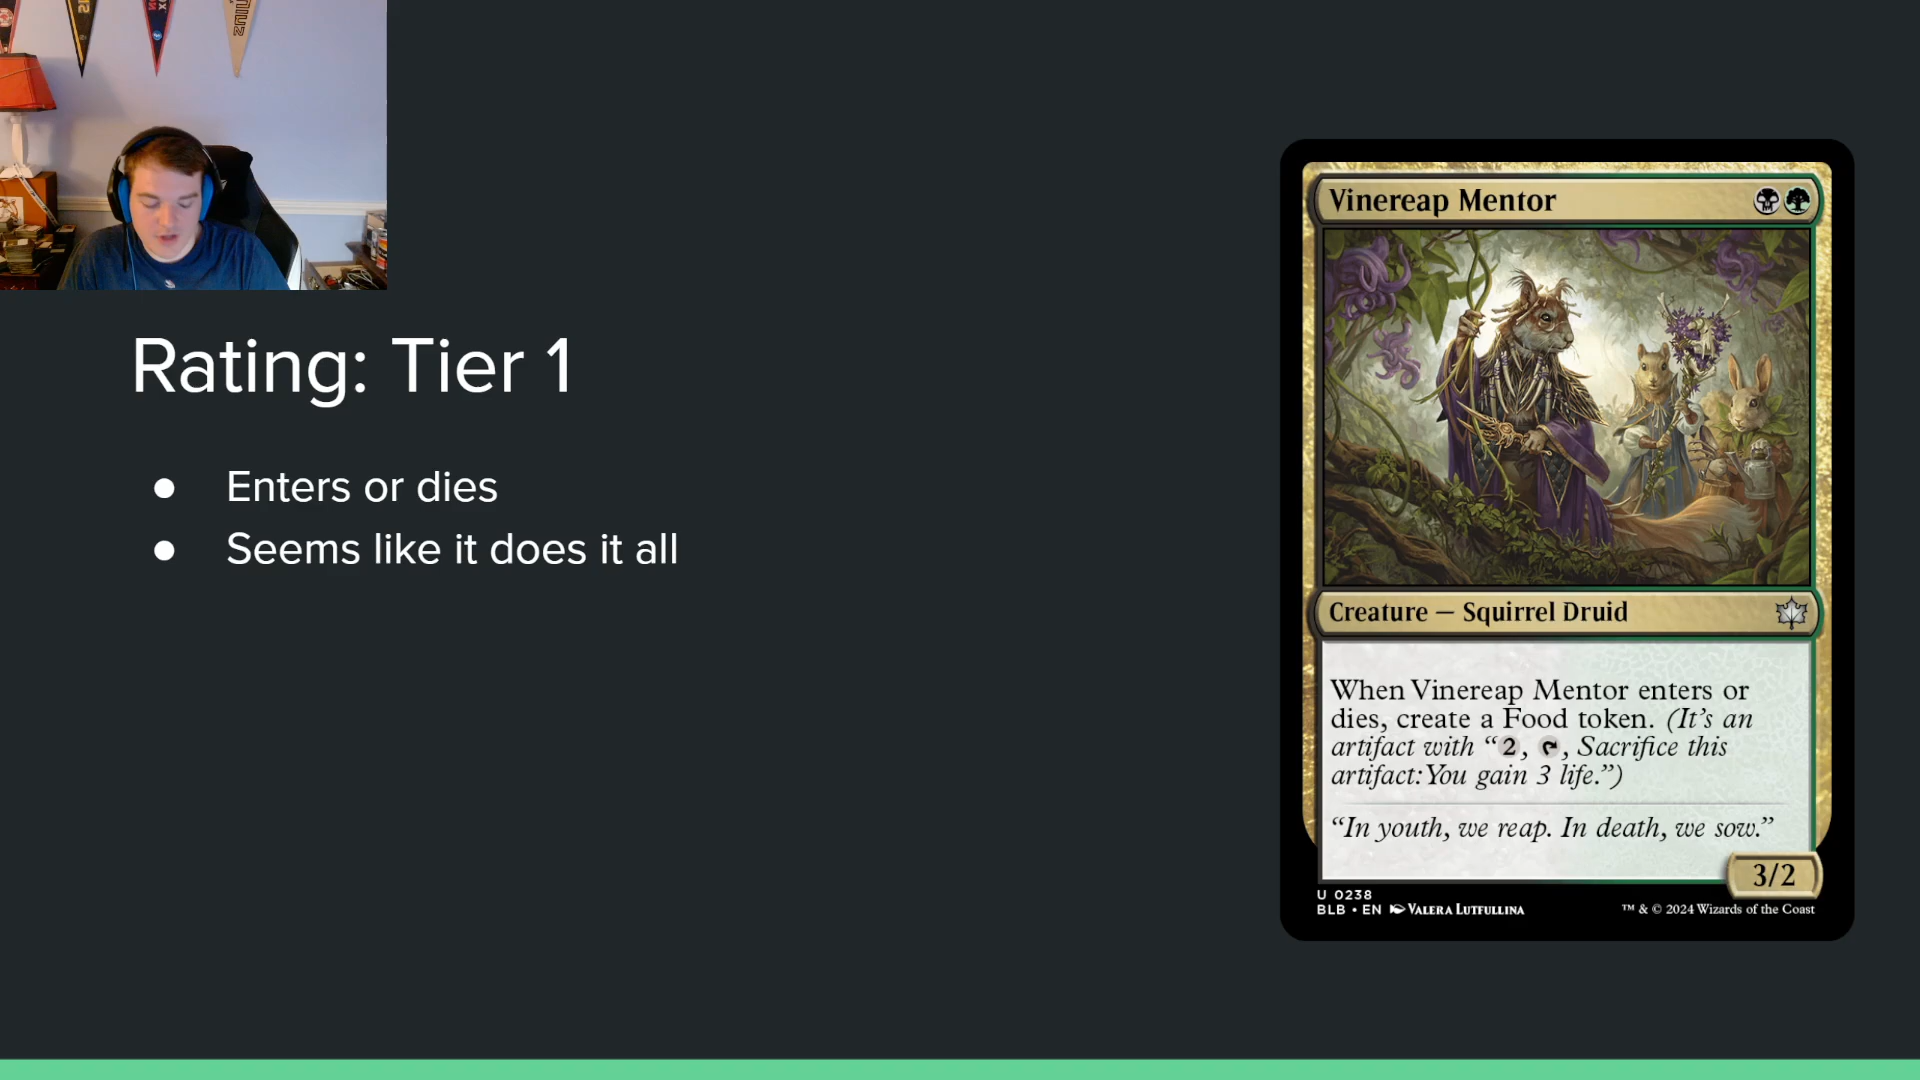 Rating: Tier 1
● Enters or dies
● Seems like it does it all
Vinereap Mentor
Creature — Squirrel Druid
When Vinereap Mentor enters or
dies, create a Food token. (It's an
artifact with “2, , Sacrifice this
artifact: You gain 3 life.”)
“In youth, we reap. In death, we sow.”
3/2
U 0238
BLB • EN VALERA LUTFULLINA
™ & © 2024 Wizards of the Coast